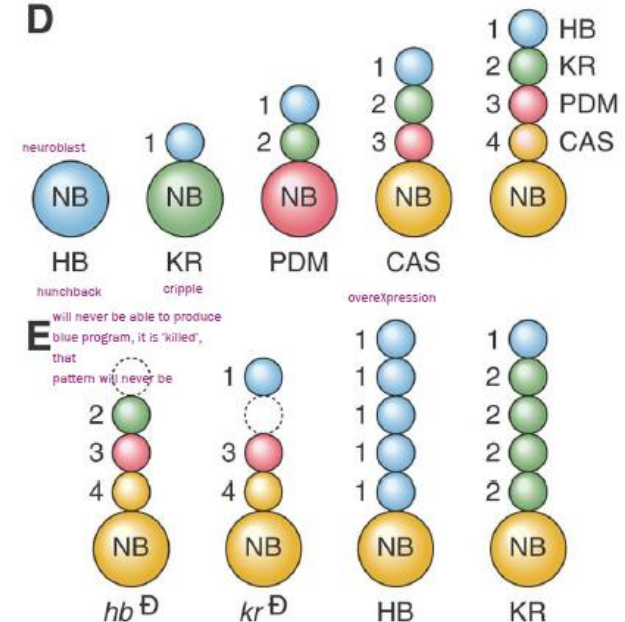 D
1 HB
1 2 KR
1 2 3 PDM
neuroblast 1 2 3 4 CAS
NB NB NB NB NB
HB KR PDM CAS
hunchback cripple overeXpression
will never be able to produce
E blue program, it is 'killed',
that
pattern will never be
1 1
1 1 2
2 1 2
3 3 1 2
4 4 1 2
NB NB NB NB
hb Đ kr Đ HB KR